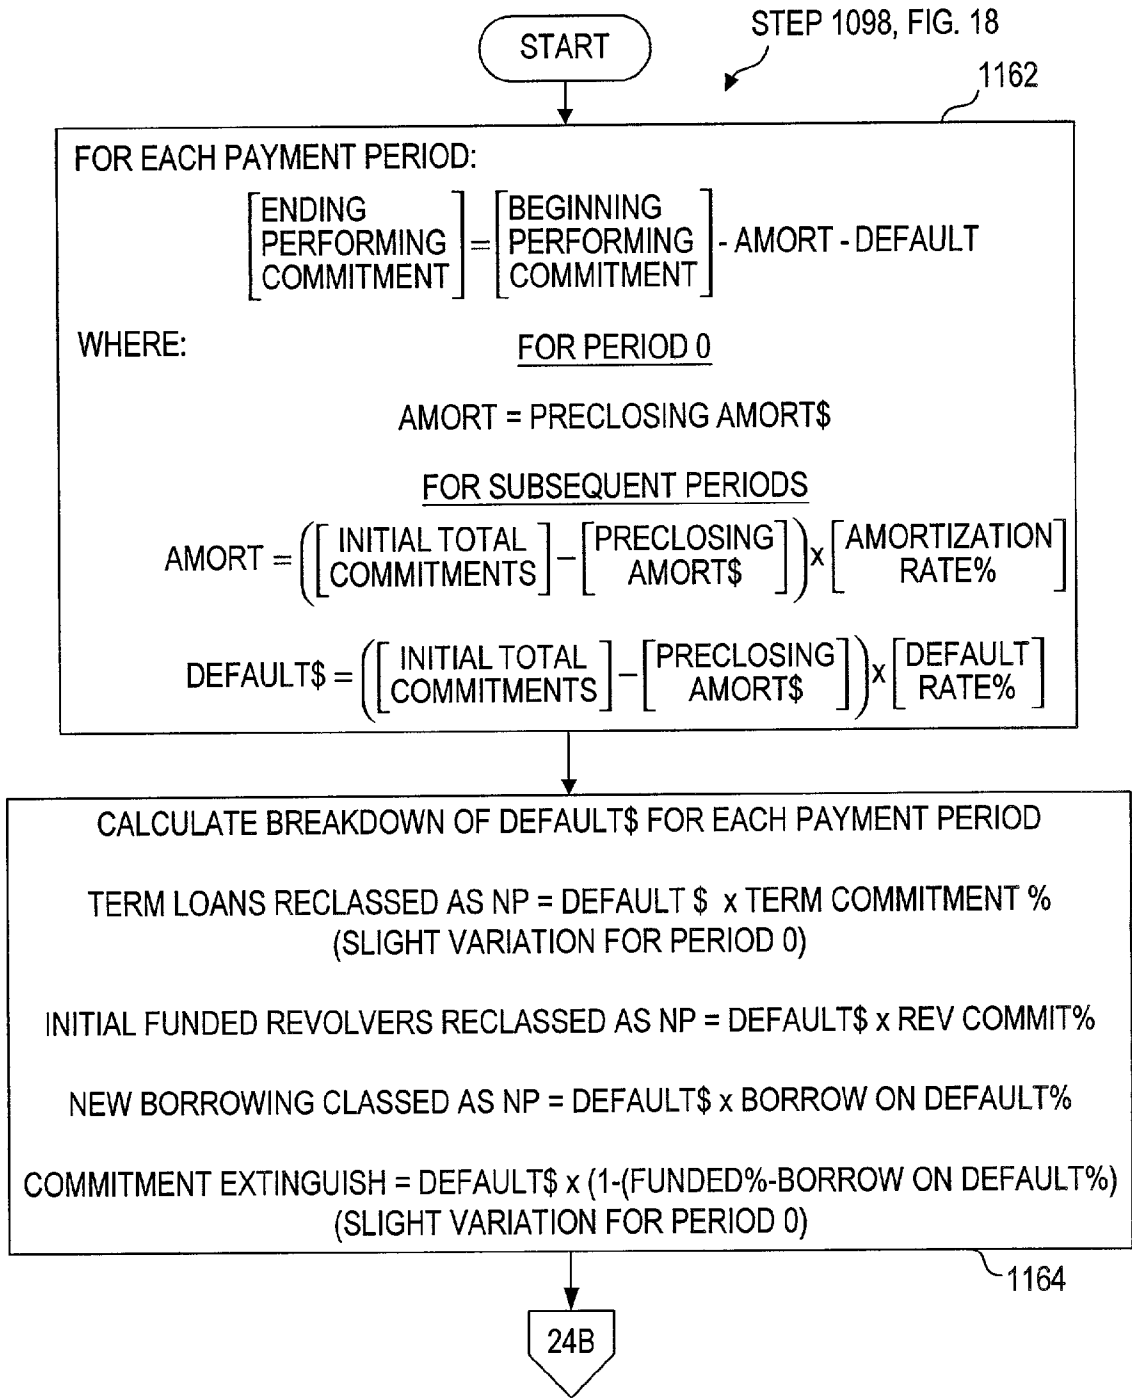 START
STEP 1098, FIG. 18
1162
FOR EACH PAYMENT PERIOD:
[ENDING PERFORMING COMMITMENT] = [BEGINNING PERFORMING COMMITMENT] - AMORT - DEFAULT
WHERE:
FOR PERIOD 0
AMORT = PRECLOSING AMORT$
FOR SUBSEQUENT PERIODS
AMORT = ([INITIAL TOTAL COMMITMENTS] - [PRECLOSING AMORT$]) x [AMORTIZATION RATE%]
DEFAULT$ = ([INITIAL TOTAL COMMITMENTS] - [PRECLOSING AMORT$]) x [DEFAULT RATE%]
CALCULATE BREAKDOWN OF DEFAULT$ FOR EACH PAYMENT PERIOD
TERM LOANS RECLASSED AS NP = DEFAULT $ x TERM COMMITMENT %
(SLIGHT VARIATION FOR PERIOD 0)
INITIAL FUNDED REVOLVERS RECLASSED AS NP = DEFAULT$ x REV COMMIT%
NEW BORROWING CLASSED AS NP = DEFAULT$ x BORROW ON DEFAULT%
COMMITMENT EXTINGUISH = DEFAULT$ x (1-(FUNDED%-BORROW ON DEFAULT%)
(SLIGHT VARIATION FOR PERIOD 0)
1164
24B